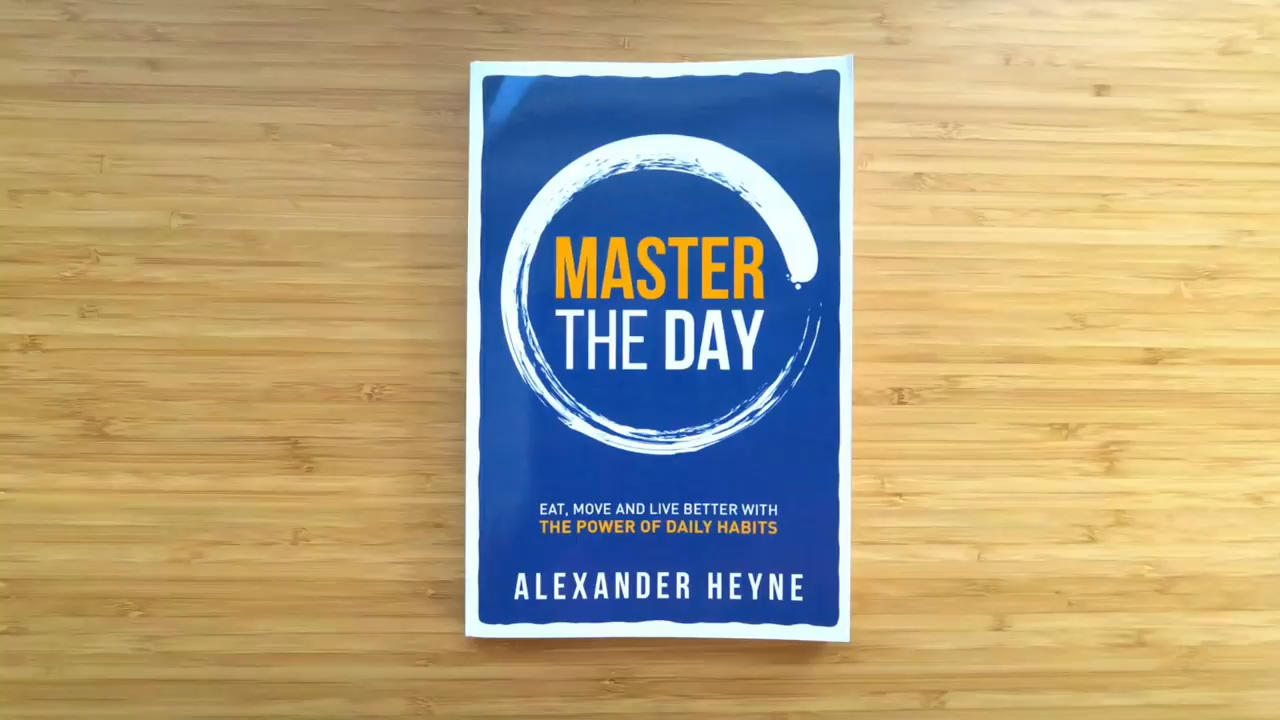 MASTER
THE DAY
EAT, MOVE AND LIVE BETTER WITH
THE POWER OF DAILY HABITS
ALEXANDER HEYNE